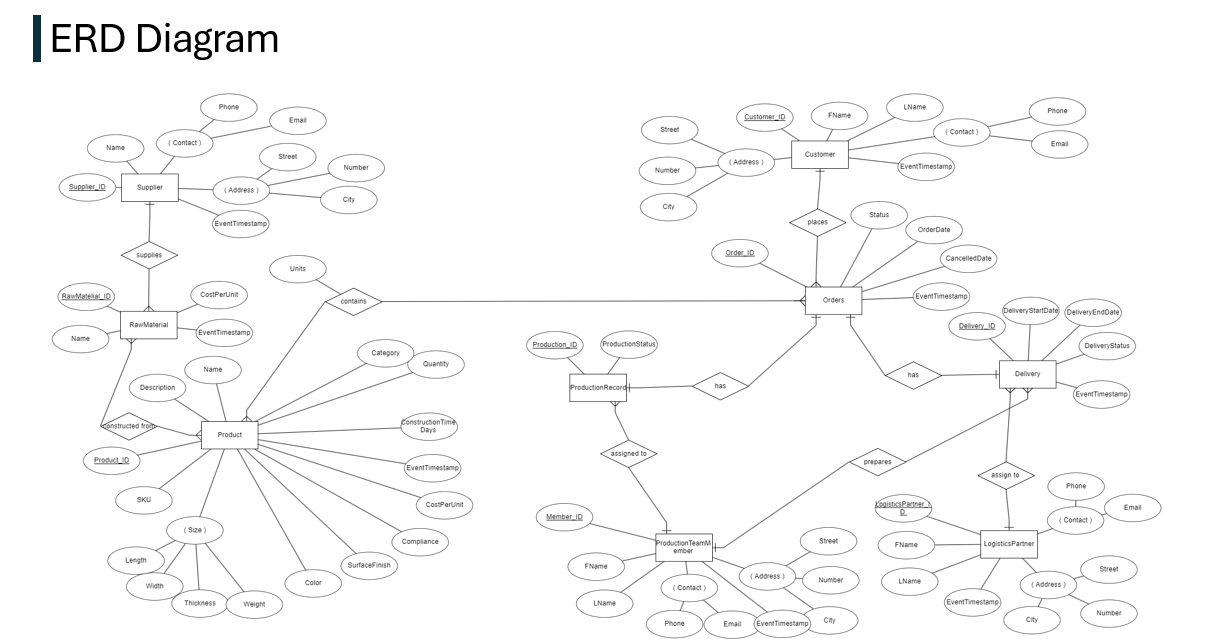 ERD Diagram
Phone
Email
( Contact )
Name
Street
Number
Supplier_ID
Supplier
( Address )
City
EventTimestamp
supplies
RawMatelial_ID
CostPerUnit
RawMaterial
Name
EventTimestamp
Units
contains
Customer_ID
FName
LName
Phone
Street
( Contact )
Email
Customer
( Address )
Number
EventTimestamp
City
places
Status
OrderDate
Order_ID
CancelledDate
Orders
EventTimestamp
Delivery_ID
DeliveryStartDate
DeliveryEndDate
DeliveryStatus
Delivery
EventTimestamp
has
Production_ID
ProductionStatus
ProductionRecord
has
Category
Quantity
Name
Description
constructed from
Product
ConstructionTime
Days
Product_ID
EventTimestamp
SKU
CostPerUnit
( Size )
Compliance
Length
Width
Thickness
Weight
Color
SurfaceFinish
assigned to
prepares
assign to
Member_ID
ProductionTeamM
ember
FName
LName
( Contact )
Phone
Email
EventTimestamp
( Address )
Street
Number
City
LogisticsPartner_I
D
Phone
Email
( Contact )
FName
LogisticsPartner
LName
EventTimestamp
( Address )
Street
Number
City